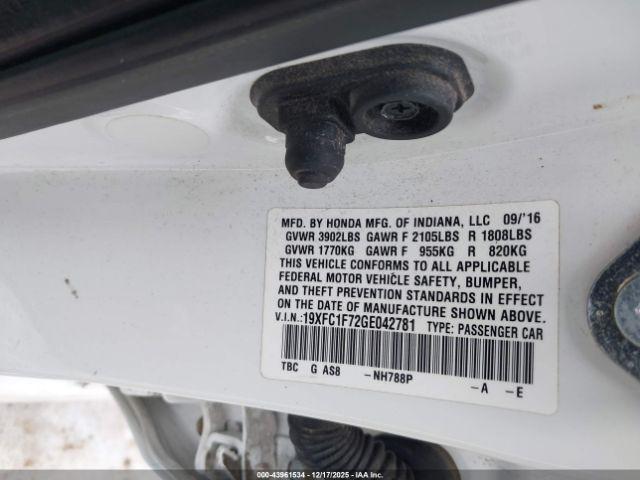 MFD. BY HONDA MFG. OF INDIANA, LLC 09/'16
GVWR 3902LBS GAWR F 2105LBS R 1808LBS
GVWR 1770KG GAWR F 955KG R 820KG
THIS VEHICLE CONFORMS TO ALL APPLICABLE
FEDERAL MOTOR VEHICLE SAFETY, BUMPER,
AND THEFT PREVENTION STANDARDS IN EFFECT
ON THE DATE OF MANUFACTURE SHOWN ABOVE.
V.I.N.:19XFC1F72GE042781 TYPE: PASSENGER CAR
TBC G AS8 -NH788P -A -E
000-43961534 - 12/17/2025 - IAAI.COM